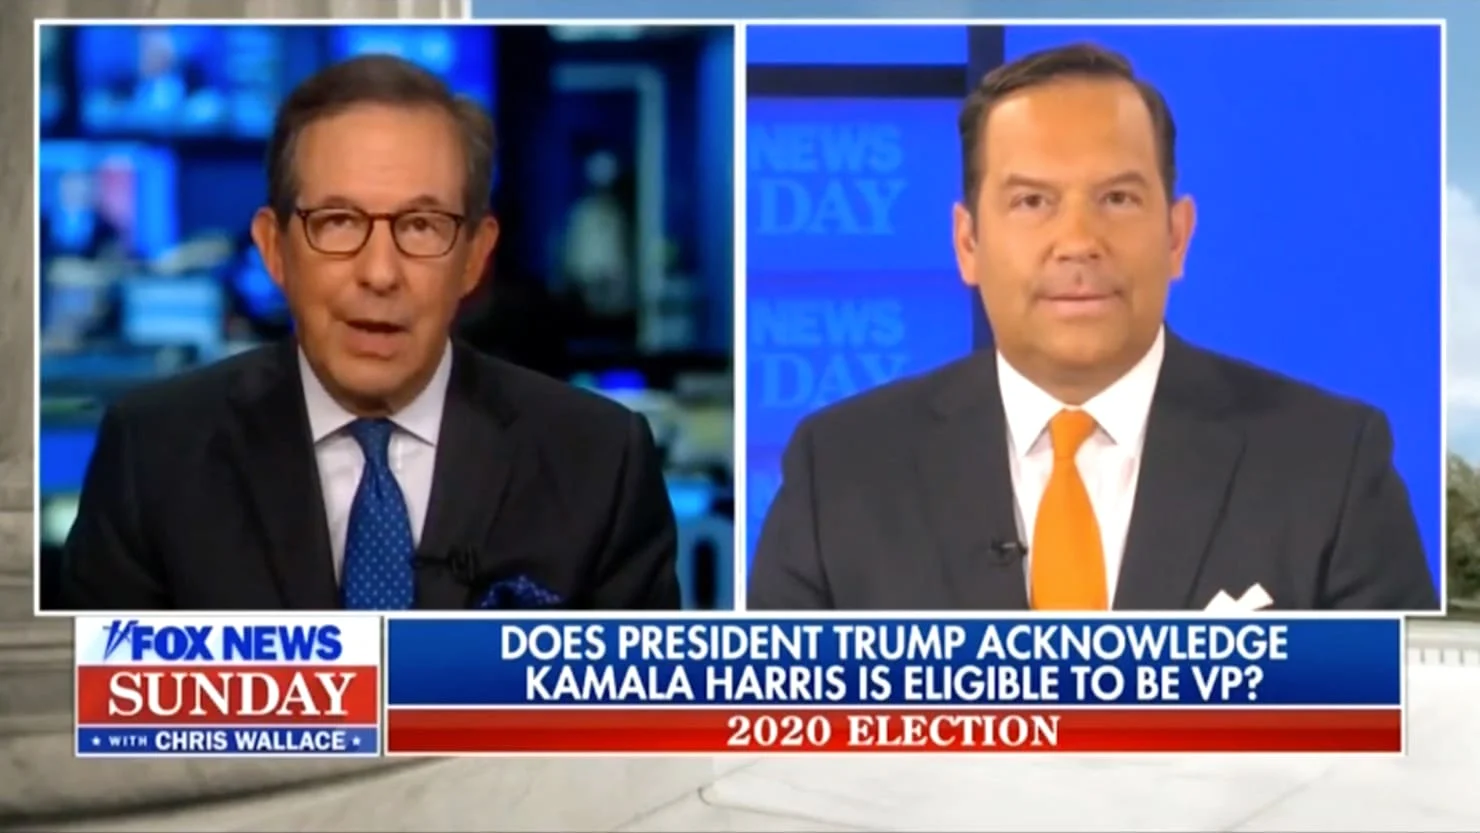 NEWS
DAY
NEWS
DAY
FOX NEWS
SUNDAY
WITH CHRIS WALLACE
DOES PRESIDENT TRUMP ACKNOWLEDGE
KAMALA HARRIS IS ELIGIBLE TO BE VP?
2020 ELECTION